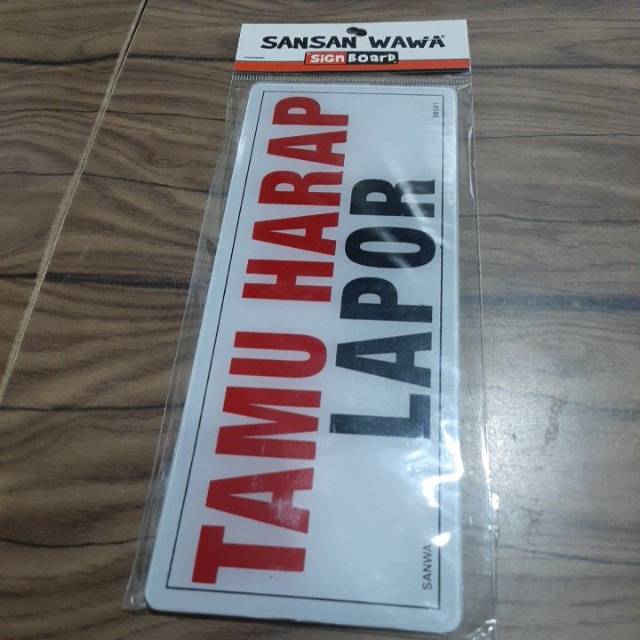 SANSAN WAWA
Sign Board
TAMU HARAP
LAPOR
SANWA